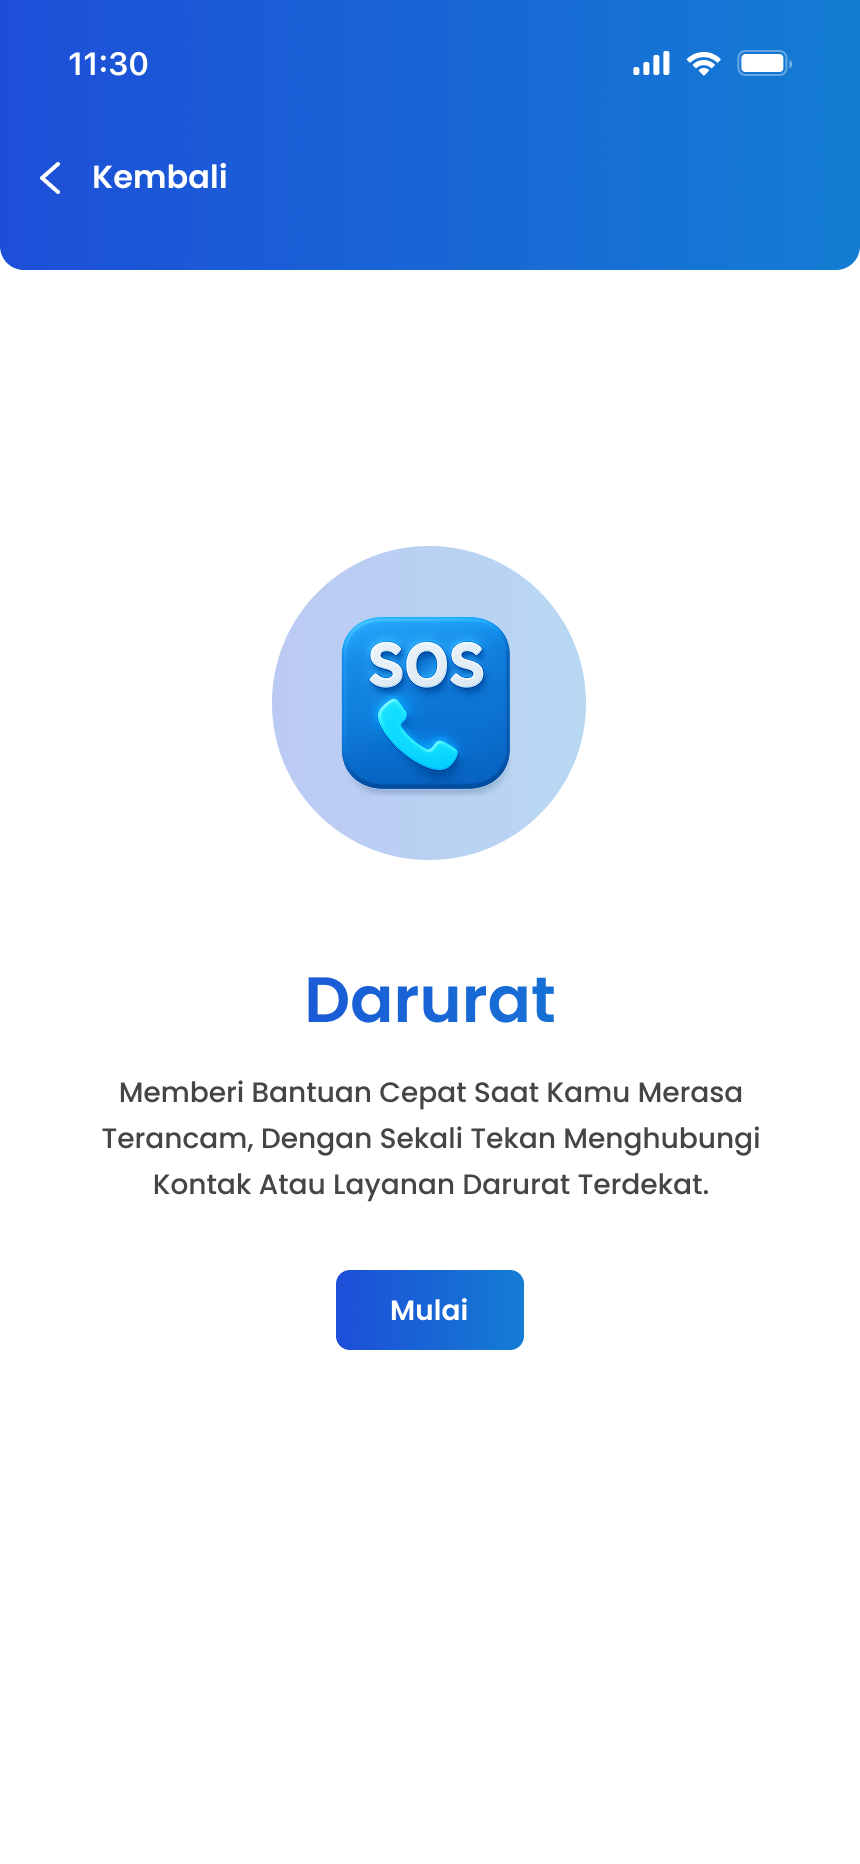 11:30
Kembali
SOS
Darurat
Memberi Bantuan Cepat Saat Kamu Merasa
Terancam, Dengan Sekali Tekan Menghubungi
Kontak Atau Layanan Darurat Terdekat.
Mulai